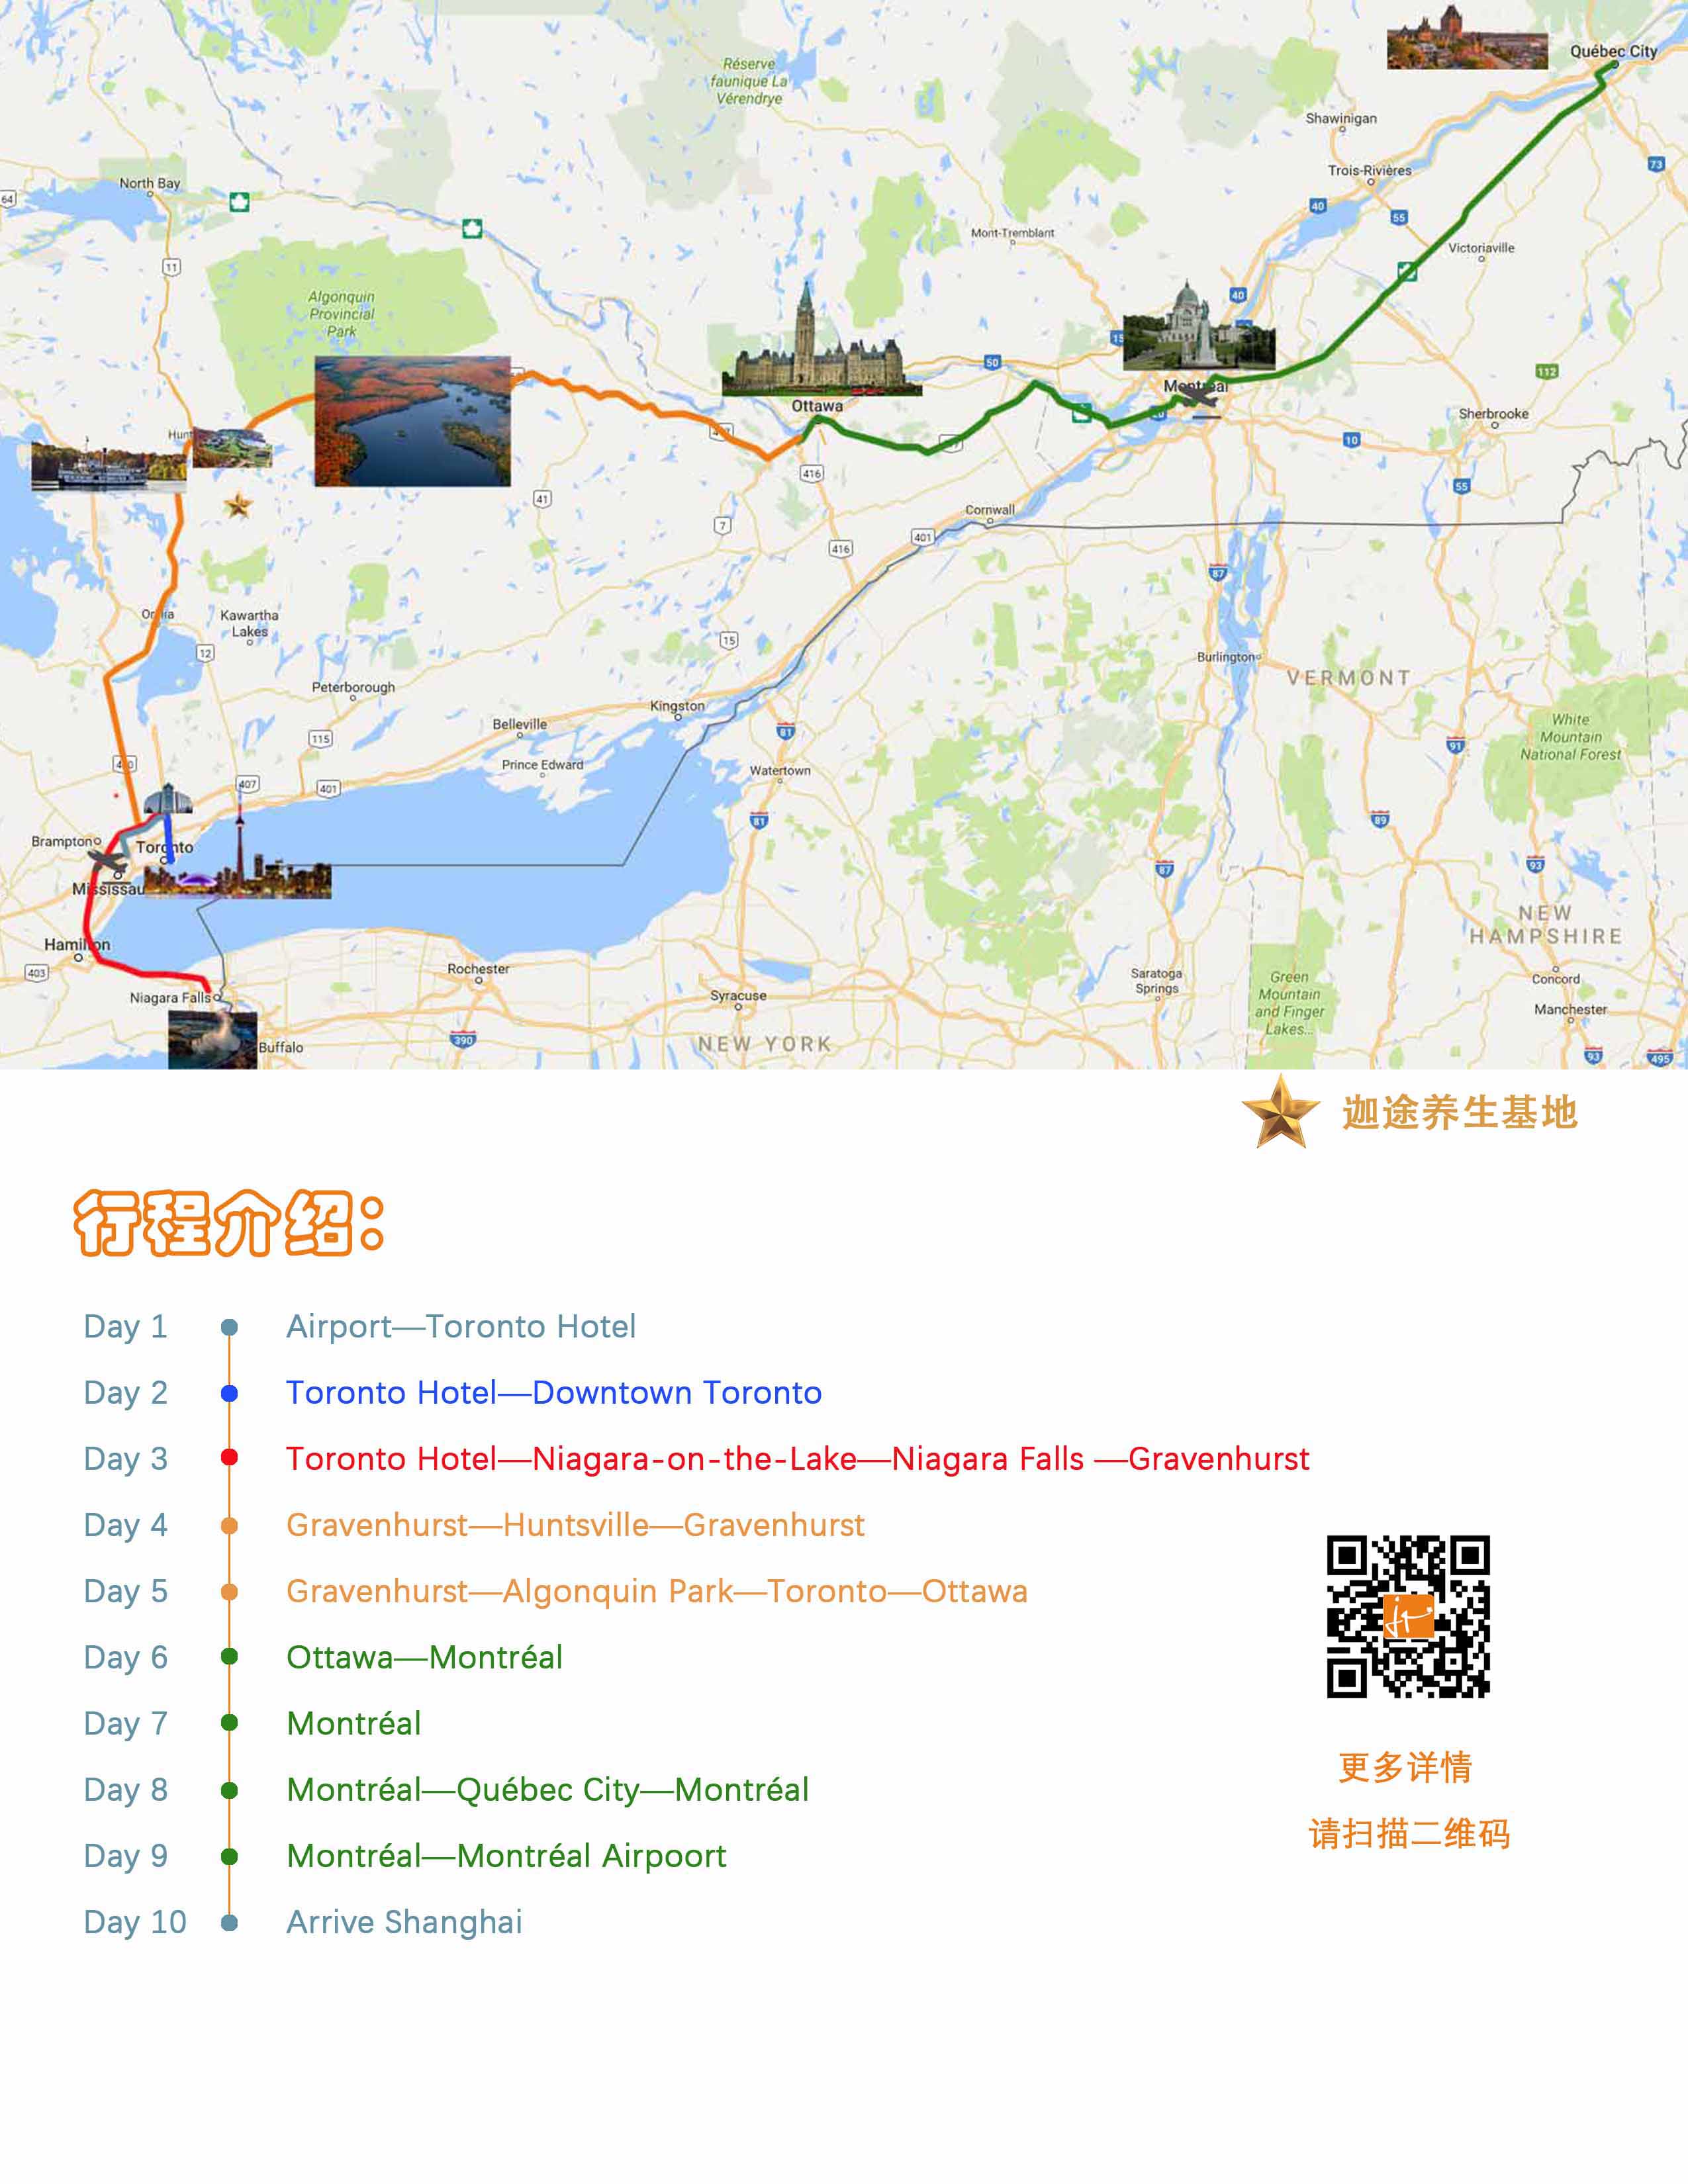 Québec City
Réserve
faunique La
Vérendrye
Shawinigan
73
Trois-Rivières
North Bay
64
40
55
Mont-Tremblant
Victoriaville
11
Algonquin
Provincial
Park
40
15
50
112
Montréal
Ottawa
Sherbrooke
Hunt
10
416
55
41
Cornwall
7
401
416
87
Orillia
Kawartha
Lakes
15
12
Burlington
VERMONT
Peterborough
Kingston
White
Mountain
National Forest
Belleville
81
115
91
Prince Edward
Watertown
407
401
81
89
Brampton
Toronto
93
87
Mississau
NEW
HAMPSHIRE
Hamilton
403
Rochester
Saratoga
Springs
Green
Mountain
and Finger
Lakes...
Concord
Niagara Falls
Syracuse
Manchester
Buffalo
390
NEW YORK
93
495
迦途养生基地
行程介绍：
Day 1 Airport—Toronto Hotel
Day 2 Toronto Hotel—Downtown Toronto
Day 3 Toronto Hotel—Niagara-on-the-Lake—Niagara Falls —Gravenhurst
Day 4 Gravenhurst—Huntsville—Gravenhurst
Day 5 Gravenhurst—Algonquin Park—Toronto—Ottawa
Day 6 Ottawa—Montréal
Day 7 Montréal
Day 8 Montréal—Québec City—Montréal
Day 9 Montréal—Montréal Airpoort
Day 10 Arrive Shanghai
更多详情
请扫描二维码